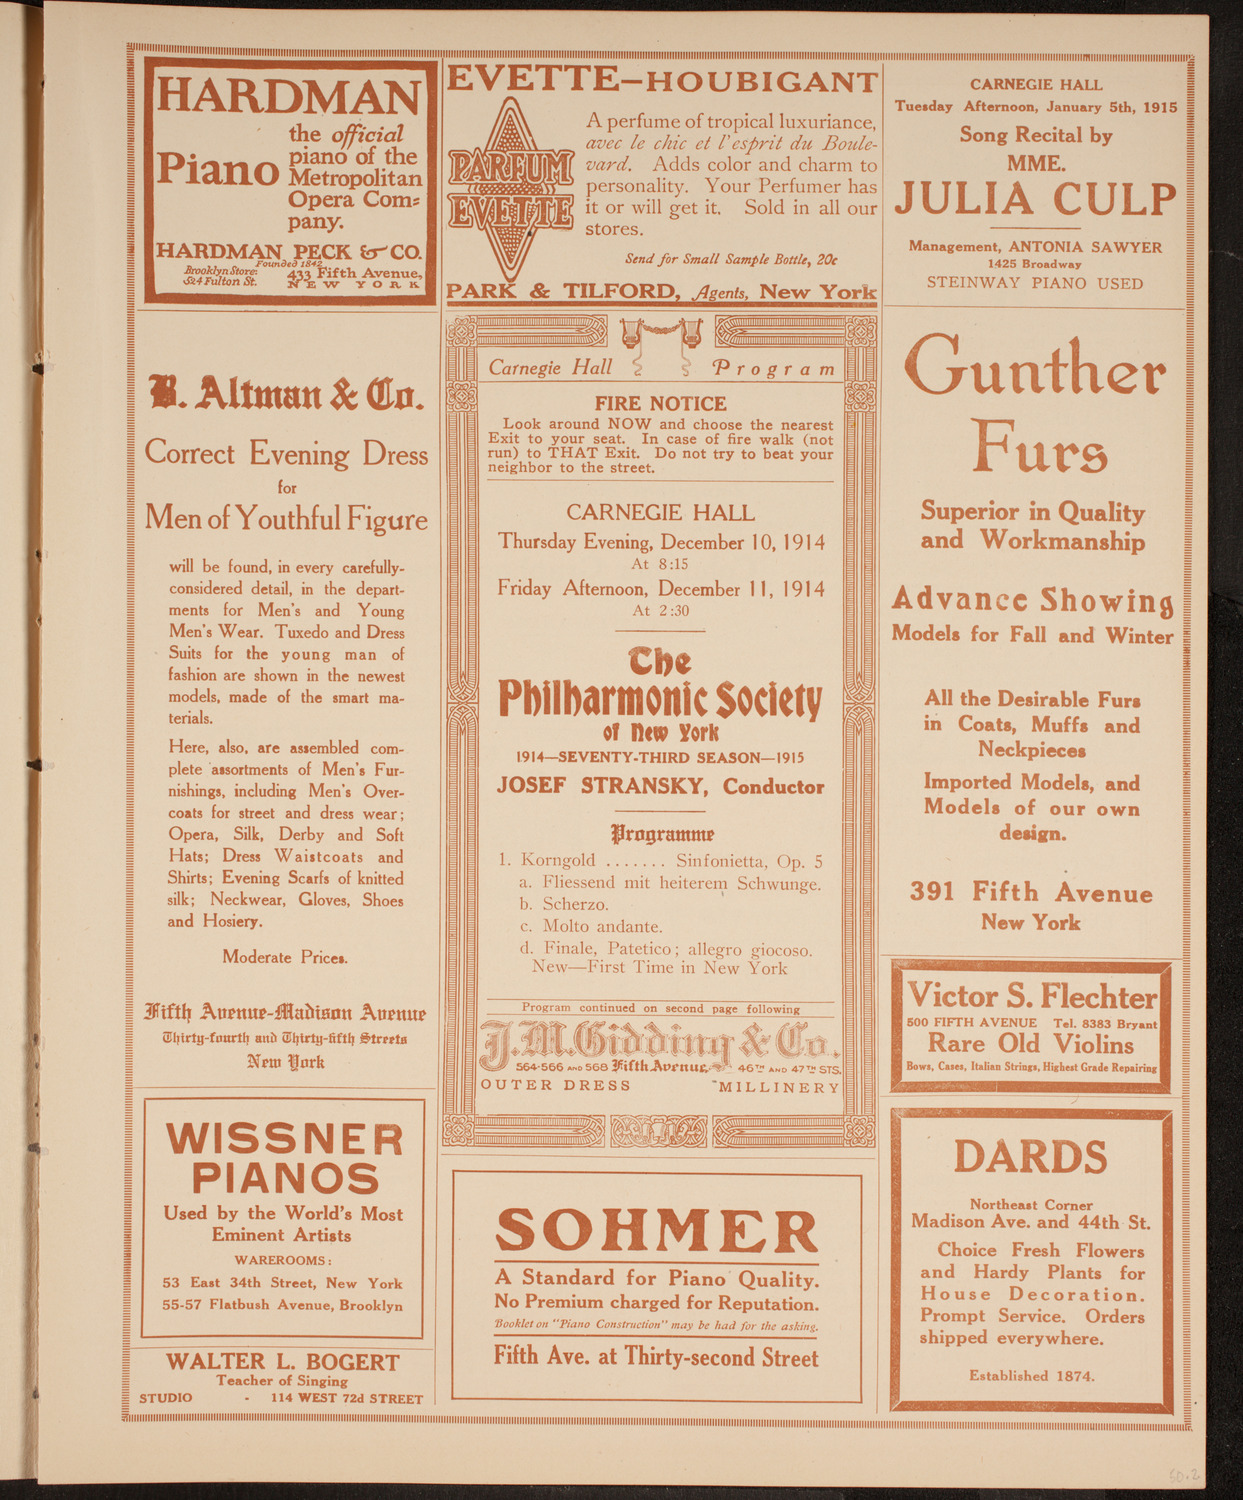 HARDMAN
Piano
the official
piano of the
Metropolitan
Opera Com=
pany.
HARDMAN PECK & CO.
Founded 1842
Brooklyn Store:
524 Fulton St.
433 Fifth Avenue,
NEW YORK
B. Altman & Co.
Correct Evening Dress
for
Men of Youthful Figure
will be found, in every carefully-
considered detail, in the depart-
ments for Men's and Young
Men's Wear. Tuxedo and Dress
Suits for the young man of
fashion are shown in the newest
models, made of the smart ma-
terials.
Here, also, are assembled com-
plete assortments of Men's Fur-
nishings, including Men's Over-
coats for street and dress wear;
Opera, Silk, Derby and Soft
Hats; Dress Waistcoats and
Shirts; Evening Scarfs of knitted
silk; Neckwear, Gloves, Shoes
and Hosiery.
Moderate Prices.
Fifth Avenue-Madison Avenue
Thirty-fourth and Thirty-fifth Streets
New York
WISSNER
PIANOS
Used by the World's Most
Eminent Artists
WAREROOMS:
53 East 34th Street, New York
55-57 Flatbush Avenue, Brooklyn
WALTER L. BOGERT
Teacher of Singing
STUDIO - 114 WEST 72d STREET
EVETTE-HOUBIGANT
PARFUM
EVETTE
A perfume of tropical luxuriance,
avec le chic et l'esprit du Boule-
vard. Adds color and charm to
personality. Your Perfumer has
it or will get it. Sold in all our
stores.
Send for Small Sample Bottle, 20c
PARK & TILFORD, Agents, New York
Carnegie Hall Program
FIRE NOTICE
Look around NOW and choose the nearest
Exit to your seat. In case of fire walk (not
run) to THAT Exit. Do not try to beat your
neighbor to the street.
CARNEGIE HALL
Thursday Evening, December 10, 1914
At 8:15
Friday Afternoon, December 11, 1914
At 2:30
The
Philharmonic Society
of New York
1914—SEVENTY-THIRD SEASON—1915
JOSEF STRANSKY, Conductor
Programme
1. Korngold ....... Sinfonietta, Op. 5
a. Fliessend mit heiterem Schwunge.
b. Scherzo.
c. Molto andante.
d. Finale, Patetico; allegro giocoso.
New—First Time in New York
Program continued on second page following
J.M.Gidding & Co.
564-566 AND 568 Fifth Avenue 46TH AND 47TH STS.
OUTER DRESS MILLINERY
SOHMER
A Standard for Piano Quality.
No Premium charged for Reputation.
Booklet on "Piano Construction" may be had for the asking.
Fifth Ave. at Thirty-second Street
CARNEGIE HALL
Tuesday Afternoon, January 5th, 1915
Song Recital by
MME.
JULIA CULP
Management, ANTONIA SAWYER
1425 Broadway
STEINWAY PIANO USED
Gunther
Furs
Superior in Quality
and Workmanship
Advance Showing
Models for Fall and Winter
All the Desirable Furs
in Coats, Muffs and
Neckpieces
Imported Models, and
Models of our own
design.
391 Fifth Avenue
New York
Victor S. Flechter
500 FIFTH AVENUE Tel. 8383 Bryant
Rare Old Violins
Bows, Cases, Italian Strings, Highest Grade Repairing
DARDS
Northeast Corner
Madison Ave. and 44th St.
Choice Fresh Flowers
and Hardy Plants for
House Decoration.
Prompt Service. Orders
shipped everywhere.
Established 1874.
50.2